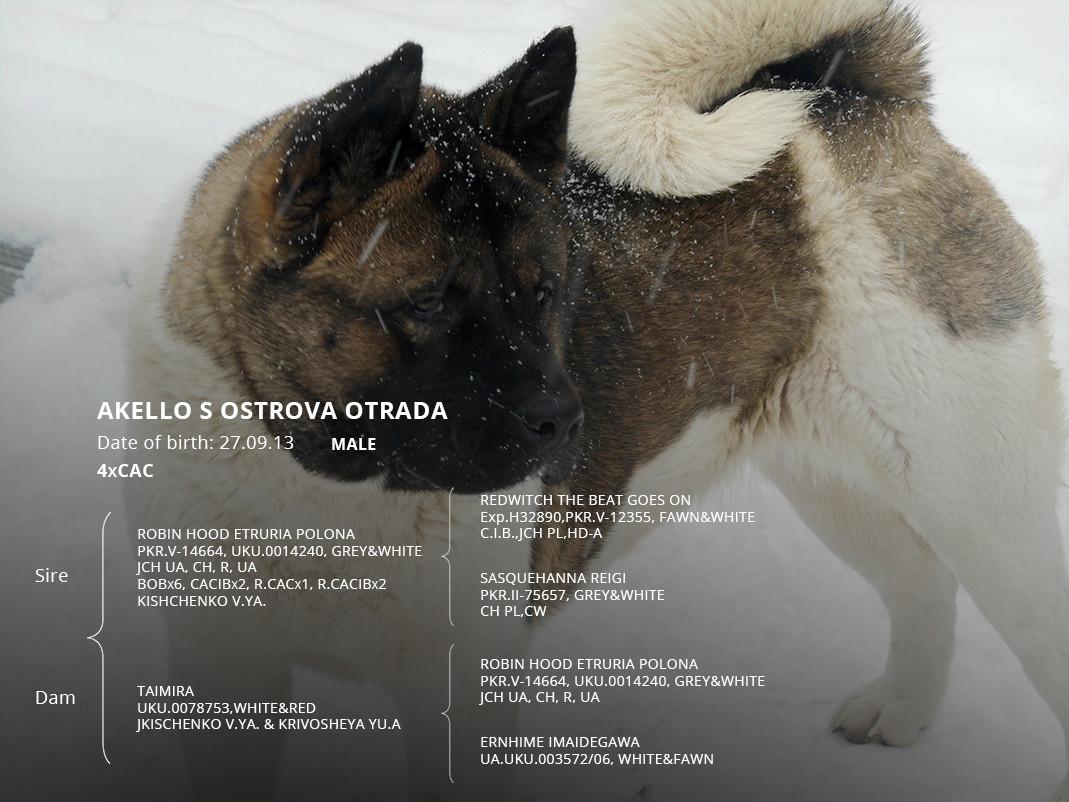 AKELLO S OSTROVA OTRADA
Date of birth: 27.09.13 MALE
4xCAC
Sire
ROBIN HOOD ETRURIA POLONA
PKR.V-14664, UKU.0014240, GREY&WHITE
JCH UA, CH, R, UA
BOBx6, CACIBx2, R.CACx1, R.CACIBx2
KISHCHENKO V.YA.
REDWITCH THE BEAT GOES ON
Exp.H32890,PKR.V-12355, FAWN&WHITE
C.I.B.,JCH PL,HD-A
SASQUEHANNA REIGI
PKR.II-75657, GREY&WHITE
CH PL,CW
Dam
TAIMIRA
UKU.0078753,WHITE&RED
JKISCHENKO V.YA. & KRIVOSHEYA YU.A
ROBIN HOOD ETRURIA POLONA
PKR.V-14664, UKU.0014240, GREY&WHITE
JCH UA, CH, R, UA
ERNHIME IMAIDEGAWA
UA.UKU.003572/06, WHITE&FAWN